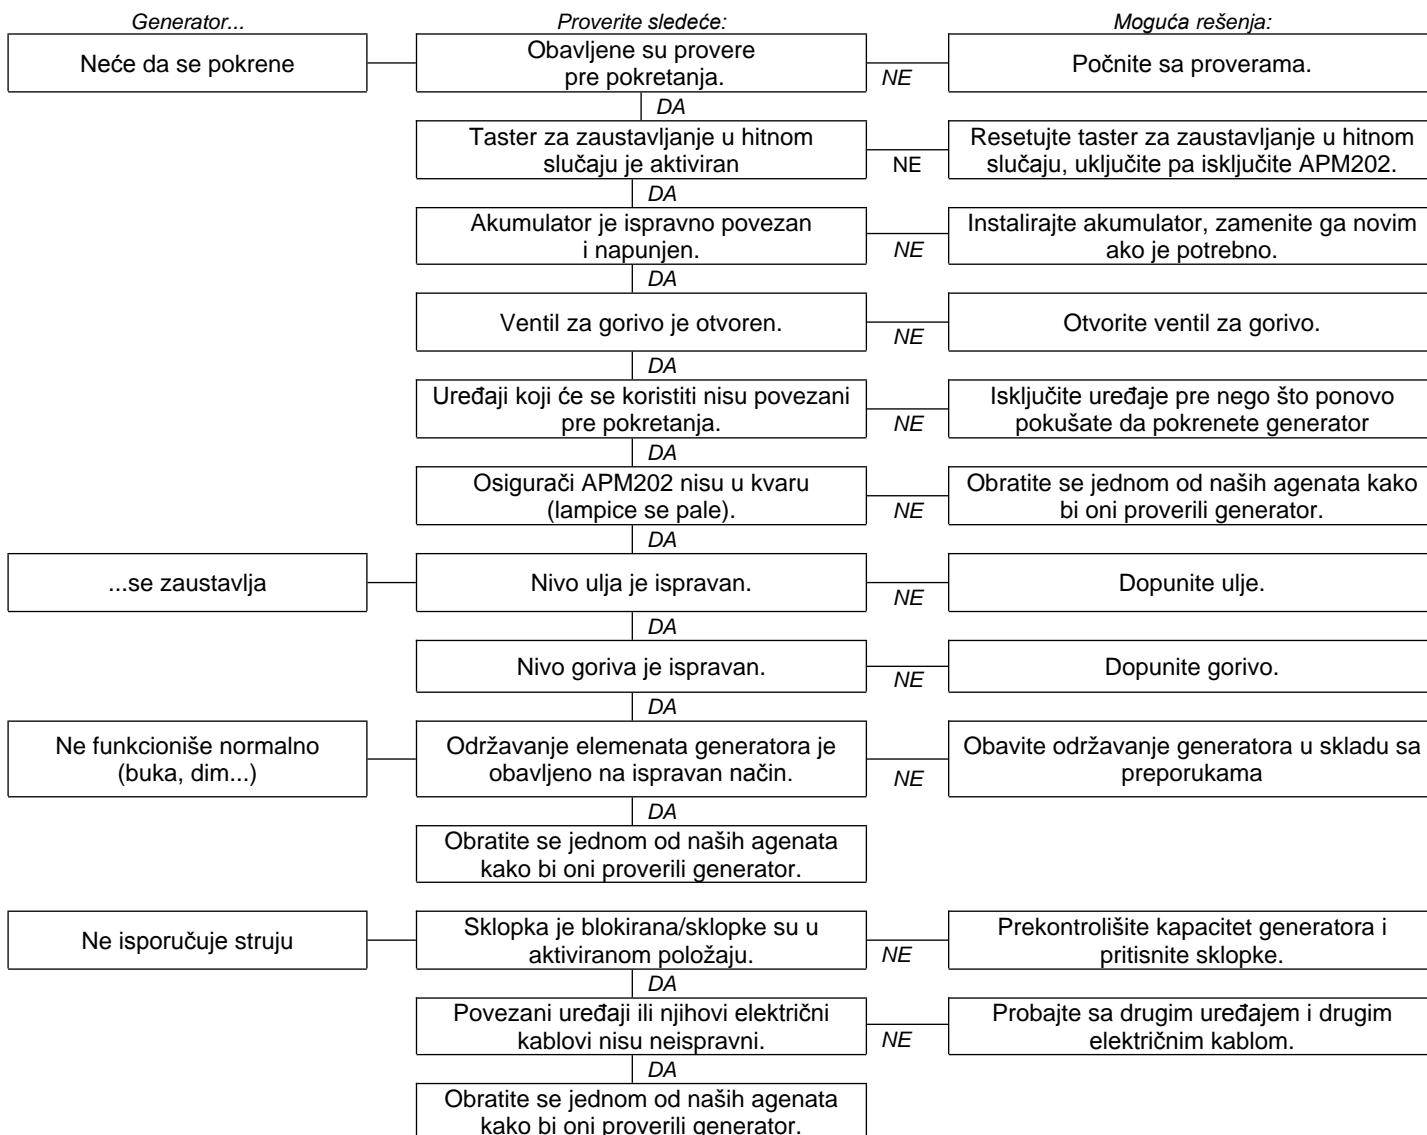 Generator...
Proverite sledeće:
Moguća rešenja:
Neće da se pokrene
Obavljene su provere
pre pokretanja.
NE
Počnite sa proverama.
DA
Taster za zaustavljanje u hitnom
slučaju je aktiviran
NE
Resetujte taster za zaustavljanje u hitnom
slučaju, uključite pa isključite APM202.
DA
Akumulator je ispravno povezan
i napunjen.
NE
Instalirajte akumulator, zamenite ga novim
ako je potrebno.
DA
Ventil za gorivo je otvoren.
NE
Otvorite ventil za gorivo.
DA
Uređaji koji će se koristiti nisu povezani
pre pokretanja.
NE
Isključite uređaje pre nego što ponovo
pokušate da pokrenete generator
DA
Osigurači APM202 nisu u kvaru
(lampice se pale).
NE
Obratite se jednom od naših agenata kako
bi oni proverili generator.
DA
...se zaustavlja
Nivo ulja je ispravan.
NE
Dopunite ulje.
DA
Nivo goriva je ispravan.
NE
Dopunite gorivo.
DA
Ne funkcioniše normalno
(buka, dim...)
Održavanje elemenata generatora je
obavljeno na ispravan način.
NE
Obavite održavanje generatora u skladu sa
preporukama
DA
Obratite se jednom od naših agenata
kako bi oni proverili generator.
Ne isporučuje struju
Sklopka je blokirana/sklopke su u
aktiviranom položaju.
NE
Prekontrolišite kapacitet generatora i
pritisnite sklopke.
DA
Povezani uređaji ili njihovi električni
kablovi nisu neispravni.
NE
Probajte sa drugim uređajem i drugim
električnim kablom.
DA
Obratite se jednom od naših agenata
kako bi oni proverili generator.